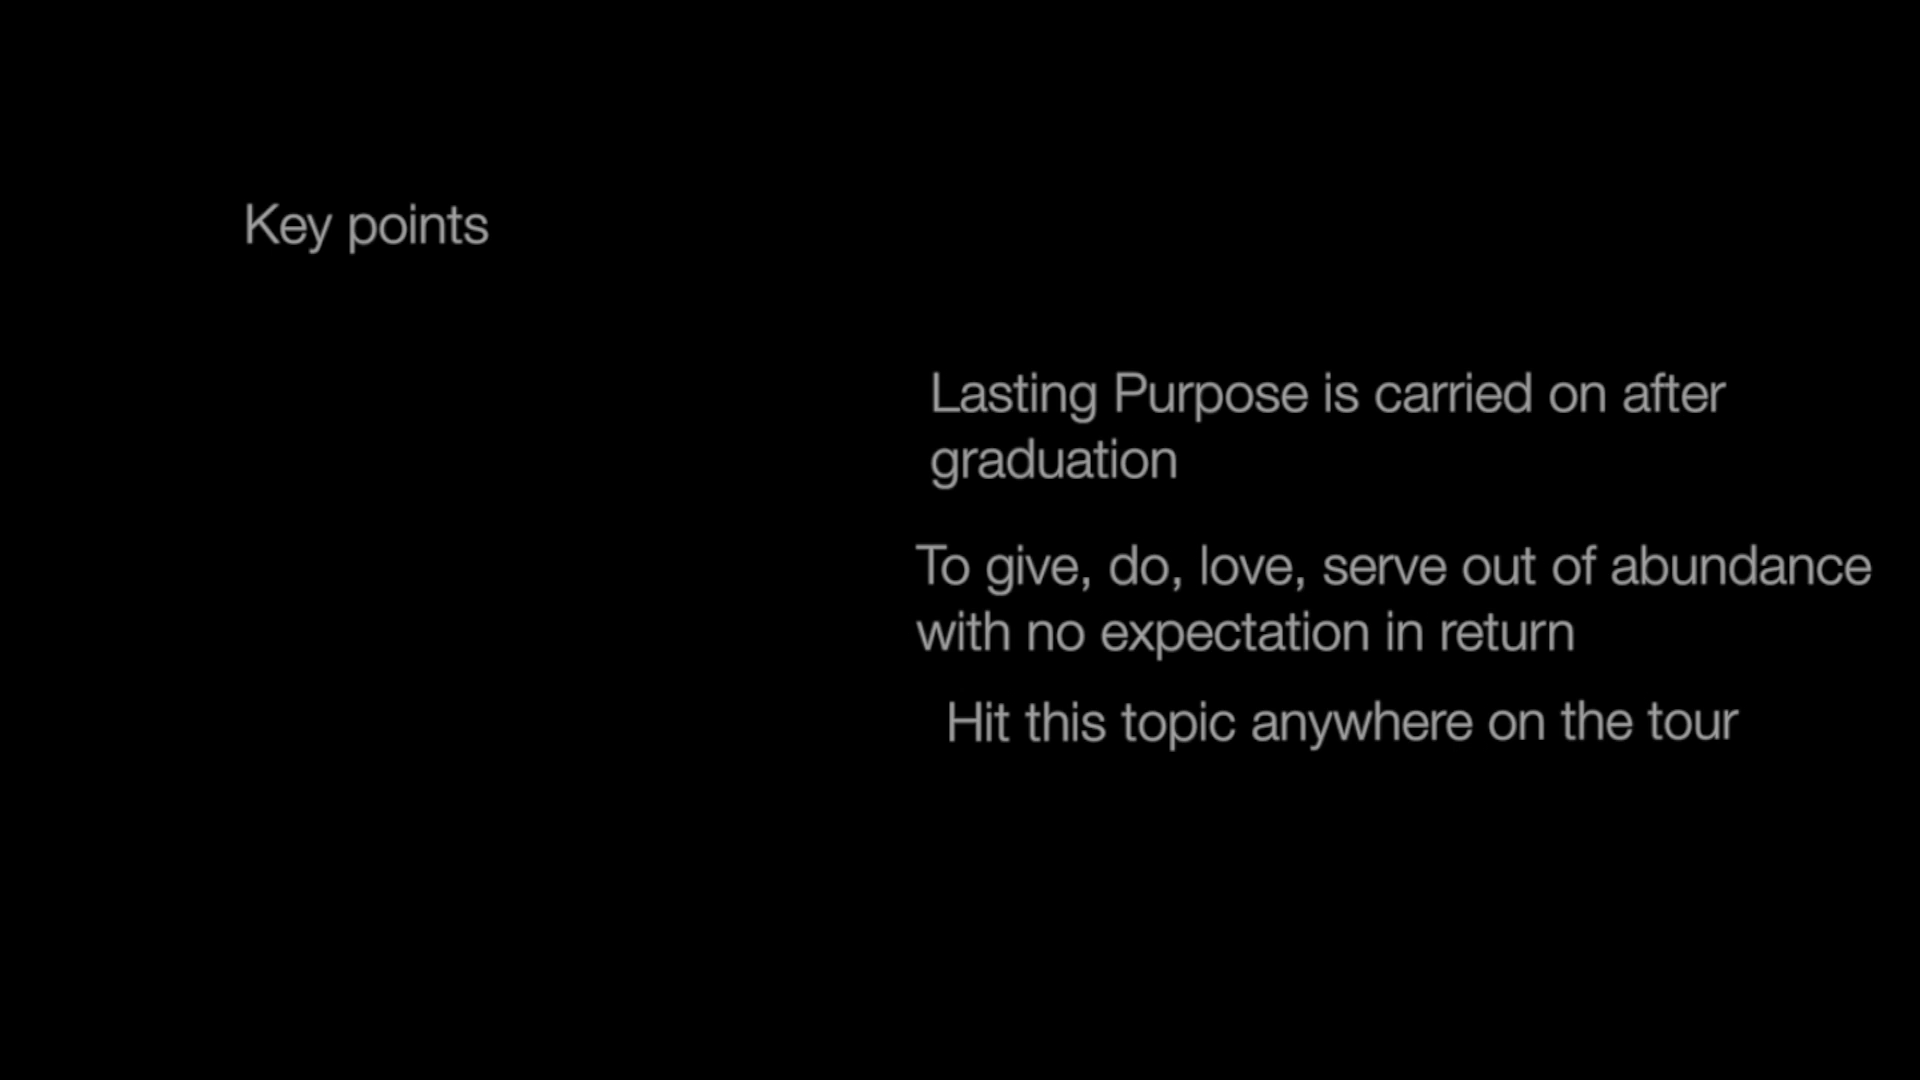 Key points
Lasting Purpose is carried on after
graduation
To give, do, love, serve out of abundance
with no expectation in return
Hit this topic anywhere on the tour